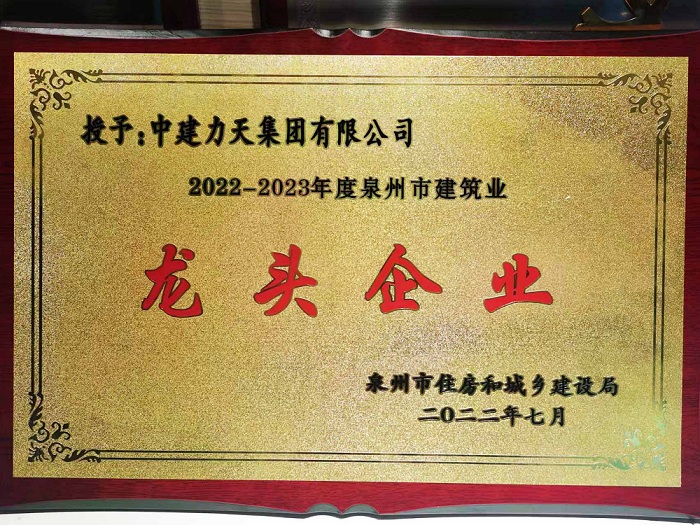 授予:中建力天集团有限公司
2022-2023年度泉州市建筑业
龙头企业
泉州市住房和城乡建设局
二〇二二年七月